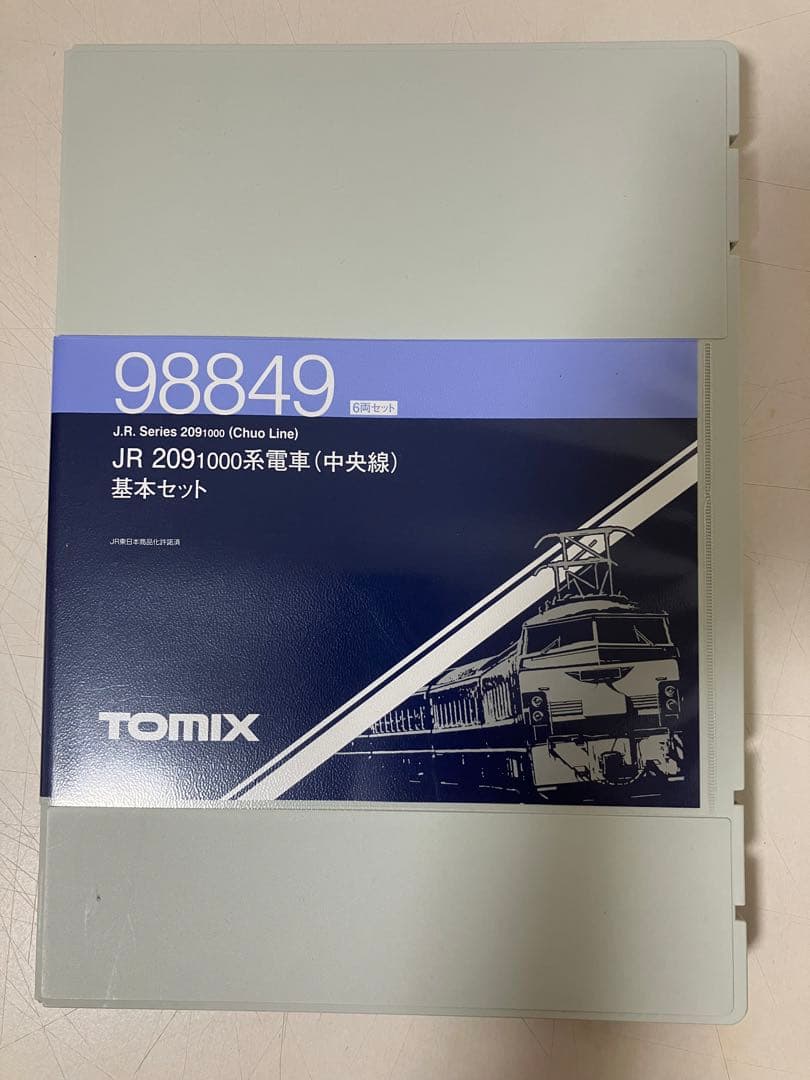 98849 6両セット
J.R. Series 2091000 (Chuo Line)
JR 2091000系電車(中央線)
基本セット
JR東日本商品化許諾済
TOMIX